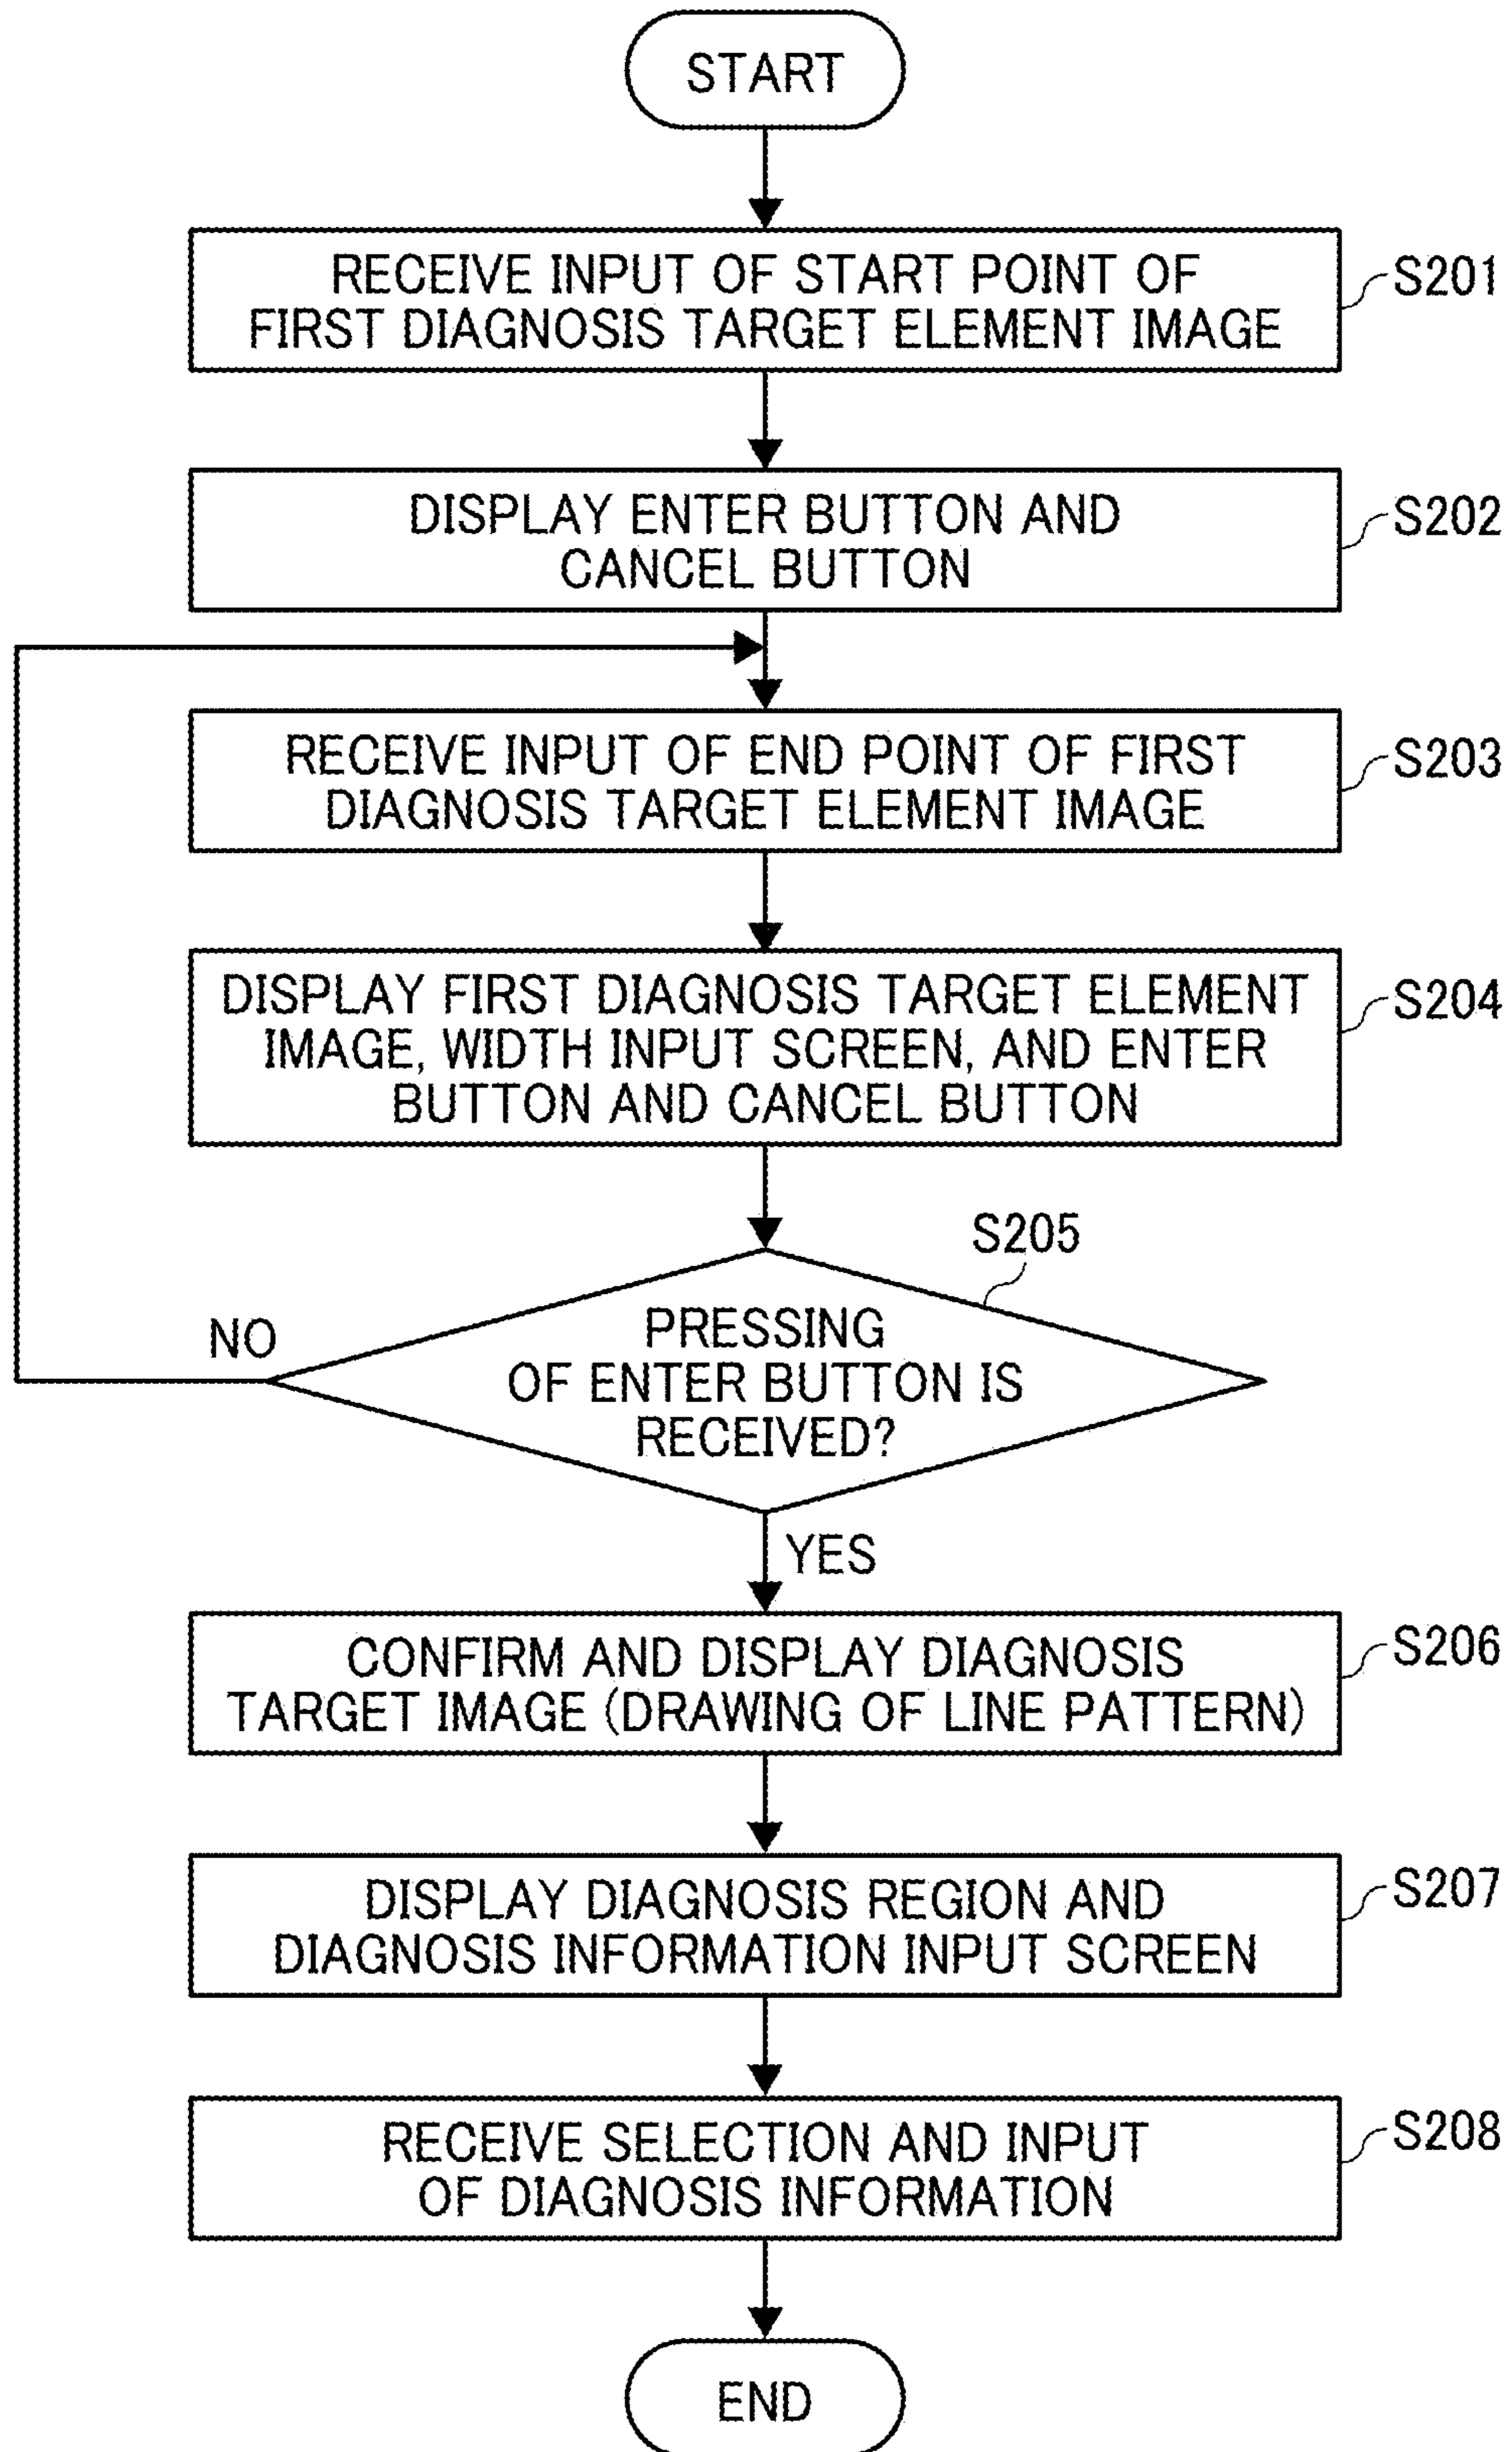 START
RECEIVE INPUT OF START POINT OF
FIRST DIAGNOSIS TARGET ELEMENT IMAGE
S201
DISPLAY ENTER BUTTON AND
CANCEL BUTTON
S202
RECEIVE INPUT OF END POINT OF FIRST
DIAGNOSIS TARGET ELEMENT IMAGE
S203
DISPLAY FIRST DIAGNOSIS TARGET ELEMENT
IMAGE, WIDTH INPUT SCREEN, AND ENTER
BUTTON AND CANCEL BUTTON
S204
S205
PRESSING
OF ENTER BUTTON IS
RECEIVED?
NO
YES
CONFIRM AND DISPLAY DIAGNOSIS
TARGET IMAGE (DRAWING OF LINE PATTERN)
S206
DISPLAY DIAGNOSIS REGION AND
DIAGNOSIS INFORMATION INPUT SCREEN
S207
RECEIVE SELECTION AND INPUT
OF DIAGNOSIS INFORMATION
S208
END